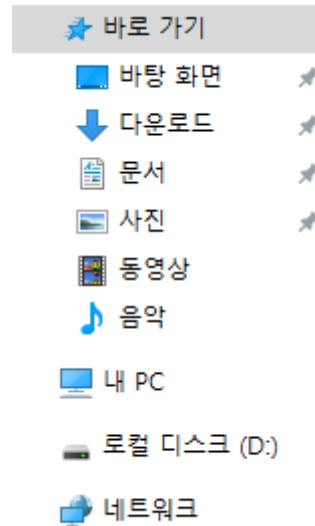 바로 가기
바탕 화면
다운로드
문서
사진
동영상
음악
내 PC
로컬 디스크 (D:)
네트워크